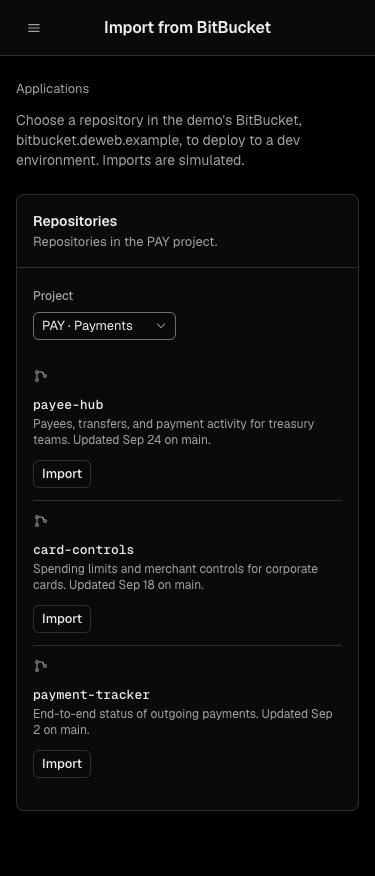 Import from BitBucket
Applications
Choose a repository in the demo's BitBucket,
bitbucket.deweb.example, to deploy to a dev
environment. Imports are simulated.
Repositories
Repositories in the PAY project.
Project
PAY · Payments
payee-hub
Payees, transfers, and payment activity for treasury
teams. Updated Sep 24 on main.
Import
card-controls
Spending limits and merchant controls for corporate
cards. Updated Sep 18 on main.
Import
payment-tracker
End-to-end status of outgoing payments. Updated Sep
2 on main.
Import